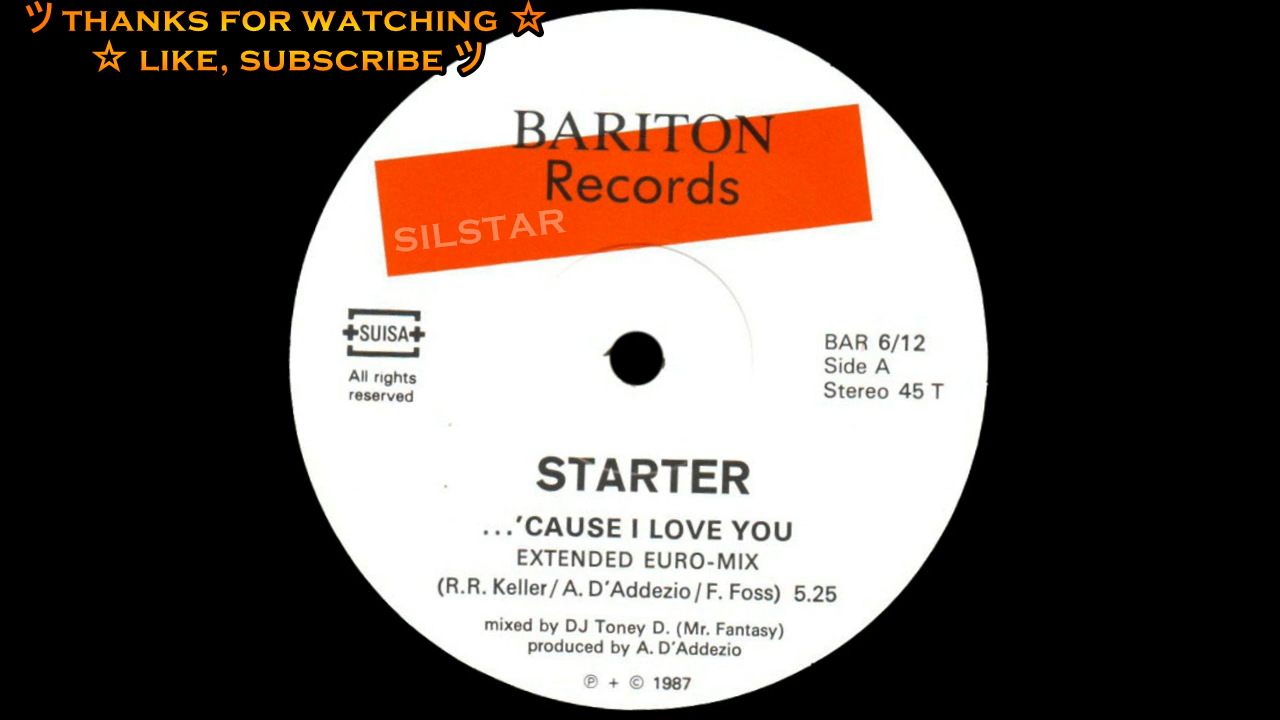 ツ THANKS FOR WATCHING ☆
☆ LIKE, SUBSCRIBE ツ
BARITON
Records
SILSTAR
SUISA
All rights
reserved
BAR 6/12
Side A
Stereo 45 T
STARTER
...'CAUSE I LOVE YOU
EXTENDED EURO-MIX
(R.R. Keller/A. D'Addezio/F. Foss) 5.25
mixed by DJ Toney D. (Mr. Fantasy)
produced by A. D'Addezio
℗ + © 1987